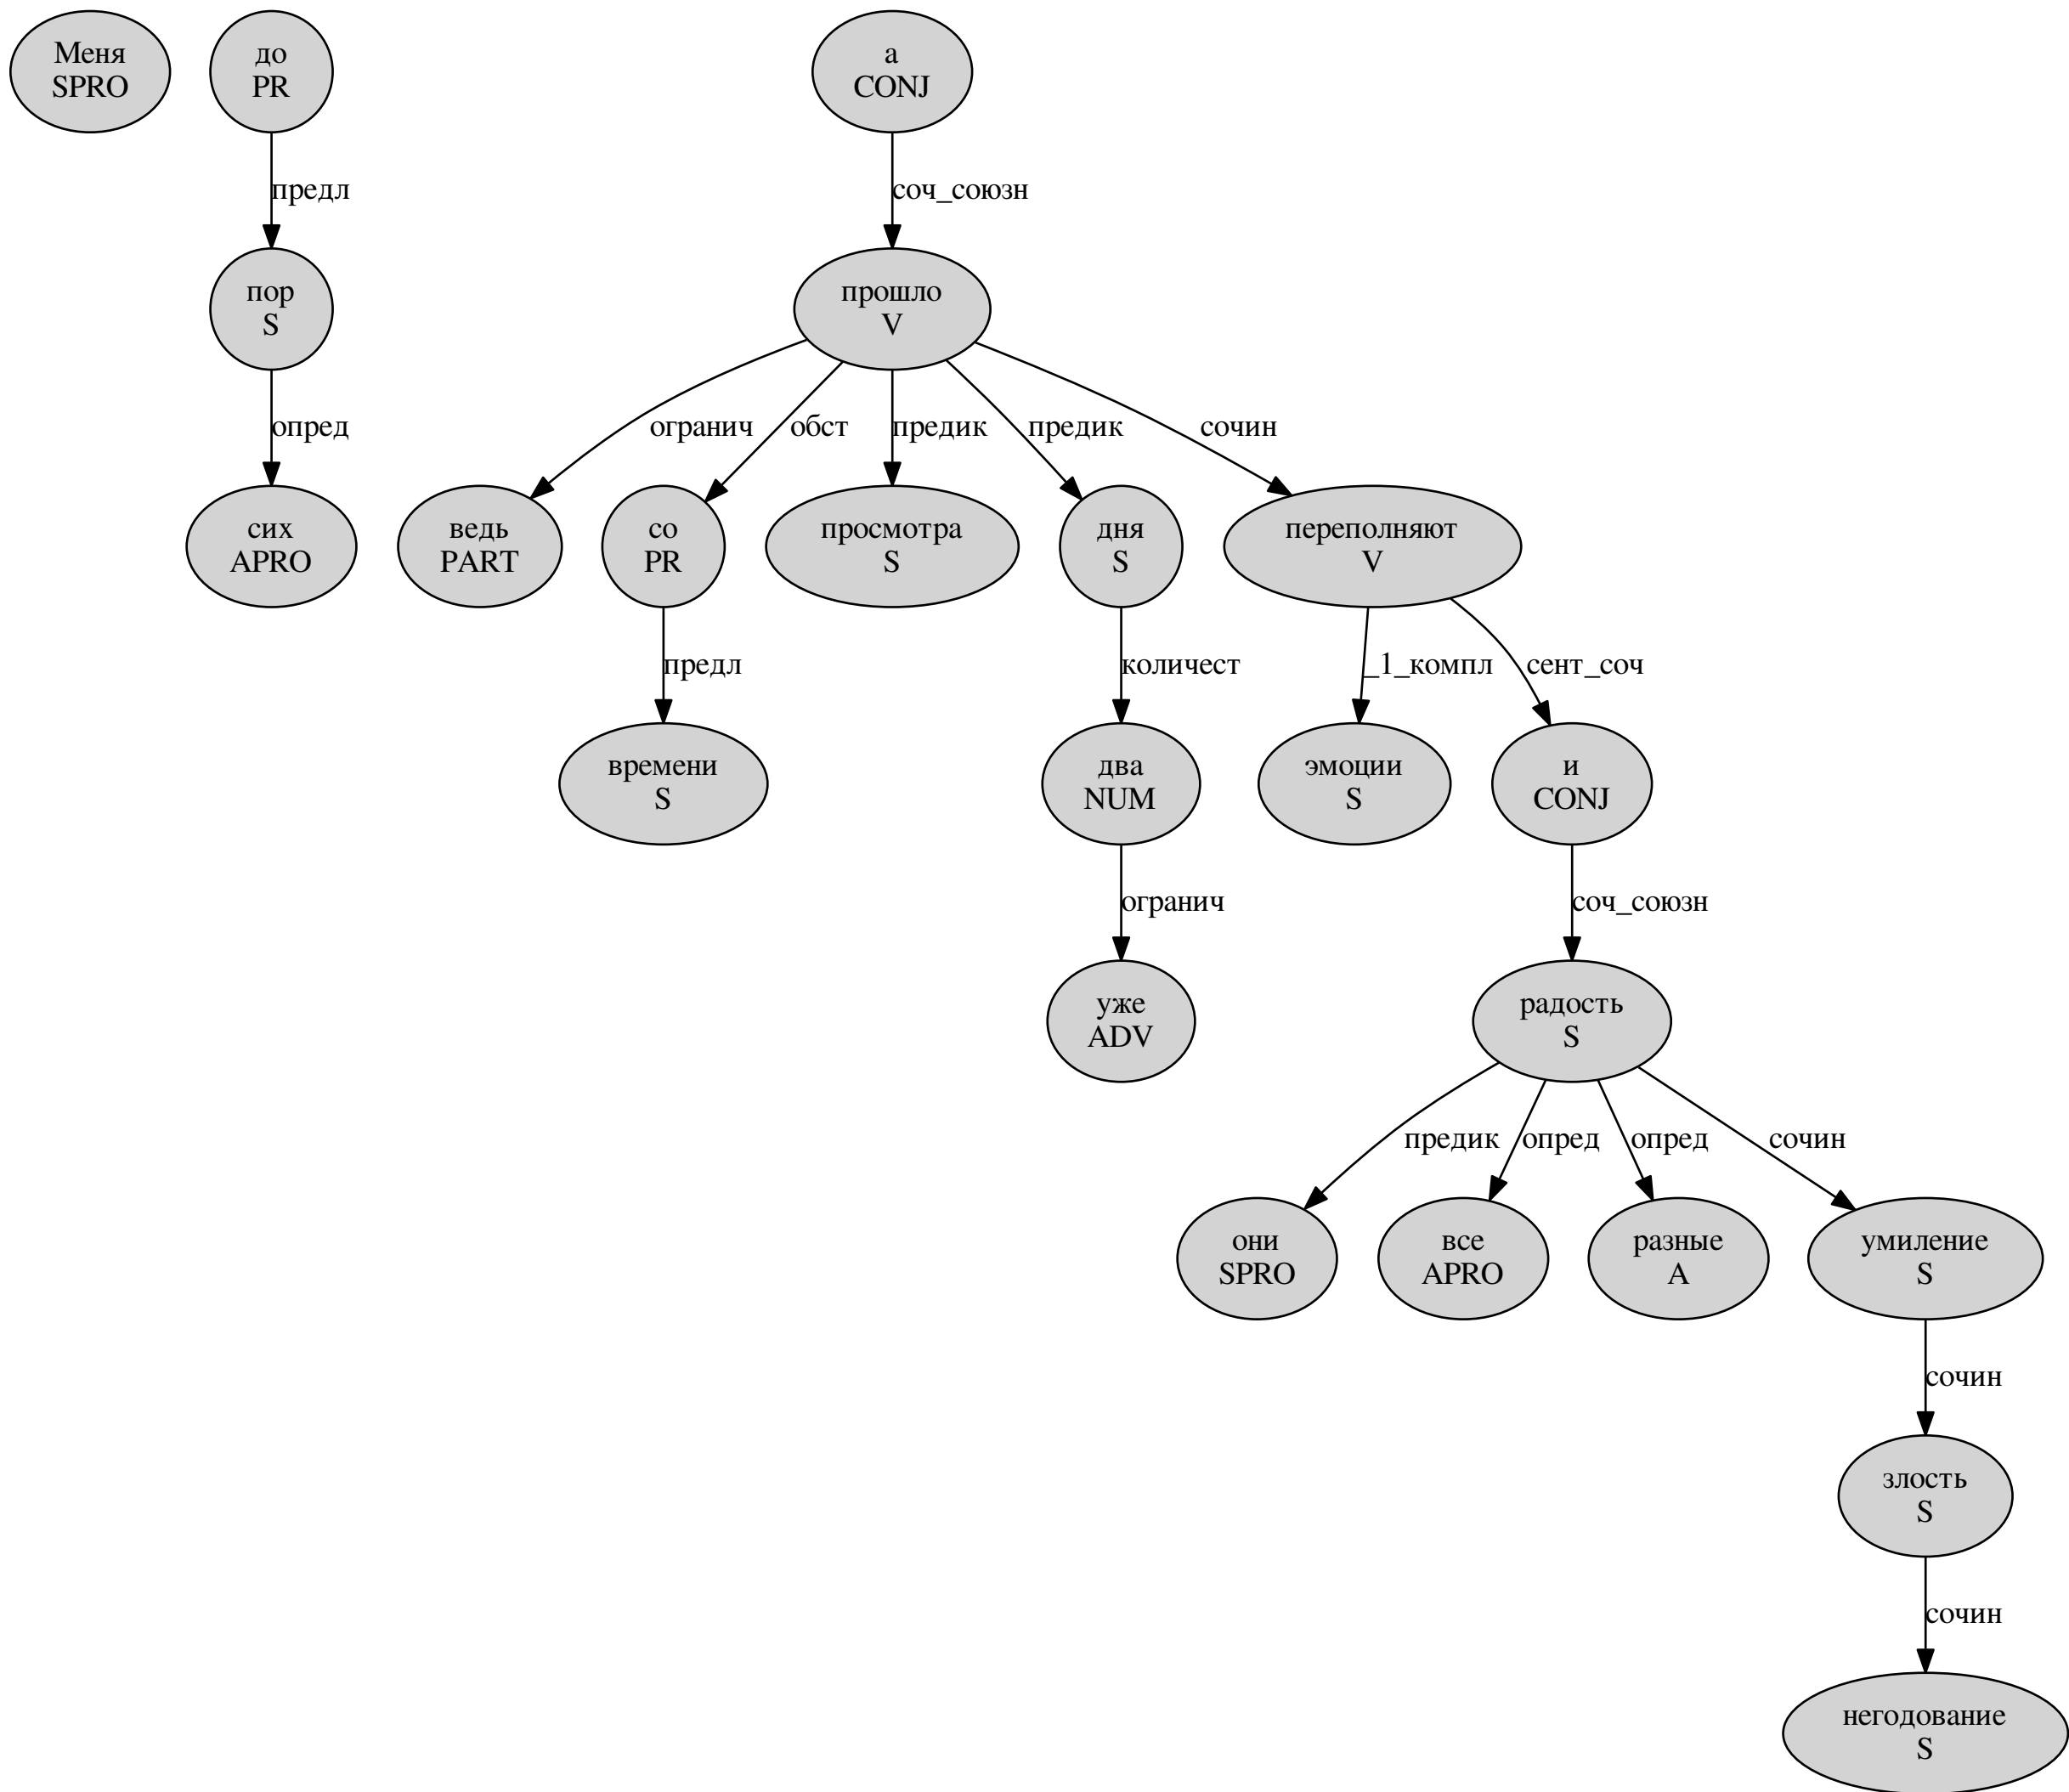 Меня
SPRO
до
PR
а
CONJ
предл
соч_союзн
пор
S
прошло
V
опред
огранич
обст
предик
предик
сочин
сих
APRO
ведь
PART
со
PR
просмотра
S
дня
S
переполняют
V
предл
количест
_1_компл
сент_соч
времени
S
два
NUM
эмоции
S
и
CONJ
огранич
соч_союзн
уже
ADV
радость
S
предик
опред
опред
сочин
они
SPRO
все
APRO
разные
A
умиление
S
сочин
злость
S
сочин
негодование
S